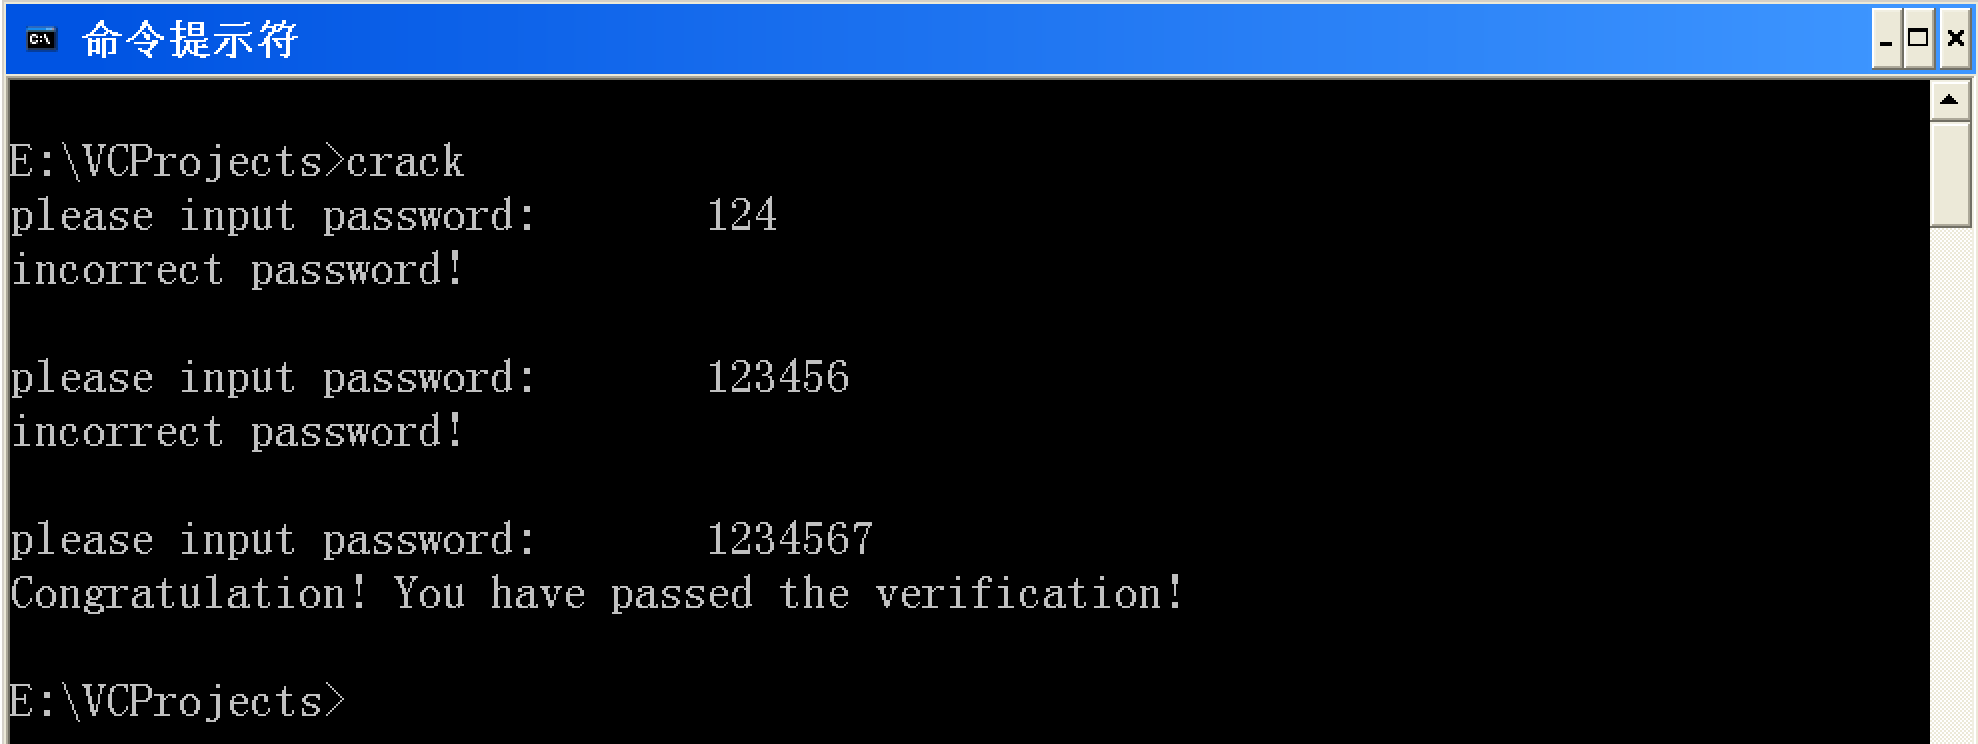 命令提示符
E:\VCProjects>crack
please input password:       124
incorrect password!
please input password:       123456
incorrect password!
please input password:       1234567
Congratulation! You have passed the verification!
E:\VCProjects>